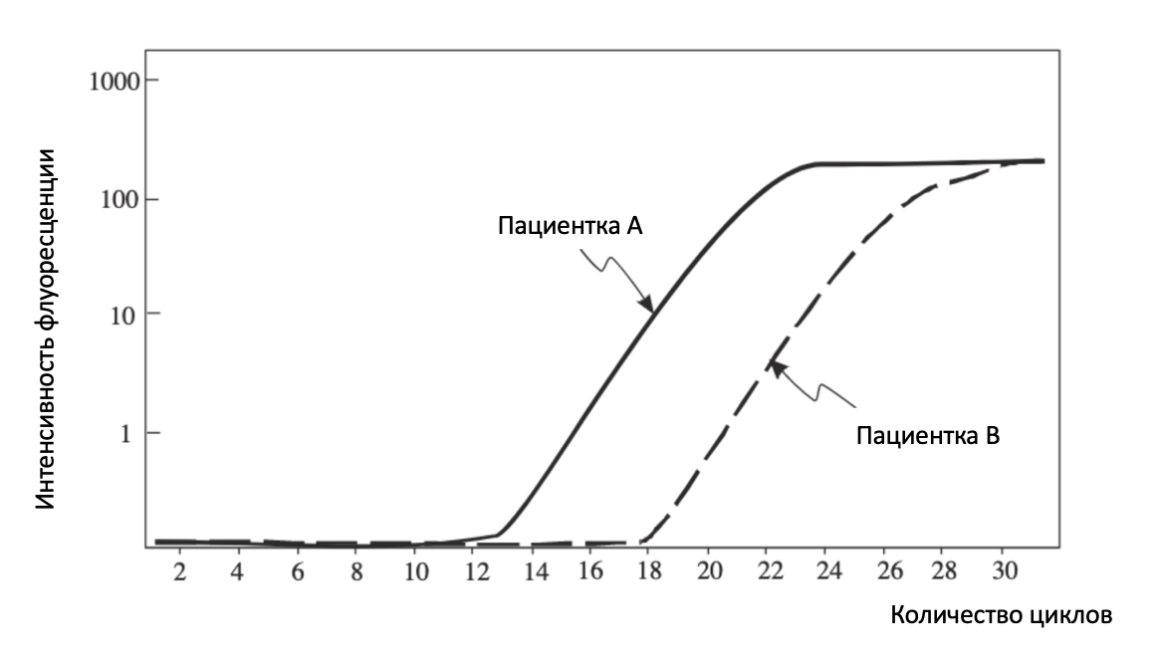 Интенсивность флуоресценции
1000
100
10
1
Пациентка А
Пациентка В
2 4 6 8 10 12 14 16 18 20 22 24 26 28 30
Количество циклов